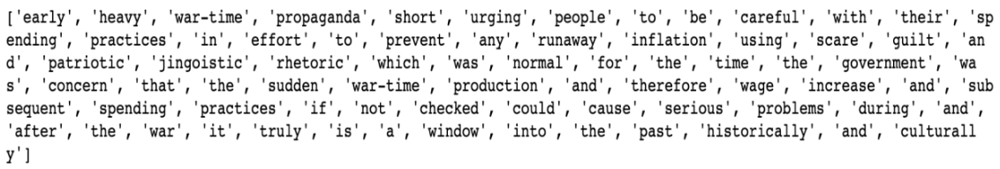 ['early', 'heavy', 'war-time', 'propaganda', 'short', 'urging', 'people', 'to', 'be', 'careful', 'with', 'their', 'sp
ending', 'practices', 'in', 'effort', 'to', 'prevent', 'any', 'runaway', 'inflation', 'using', 'scare', 'guilt', 'an
d', 'patriotic', 'jingoistic', 'rhetoric', 'which', 'was', 'normal', 'for', 'the', 'time', 'the', 'government', 'wa
s', 'concern', 'that', 'the', 'sudden', 'war-time', 'production', 'and', 'therefore', 'wage', 'increase', 'and', 'sub
sequent', 'spending', 'practices', 'if', 'not', 'checked', 'could', 'cause', 'serious', 'problems', 'during', 'and',
'after', 'the', 'war', 'it', 'truly', 'is', 'a', 'window', 'into', 'the', 'past', 'historically', 'and', 'culturall
y']